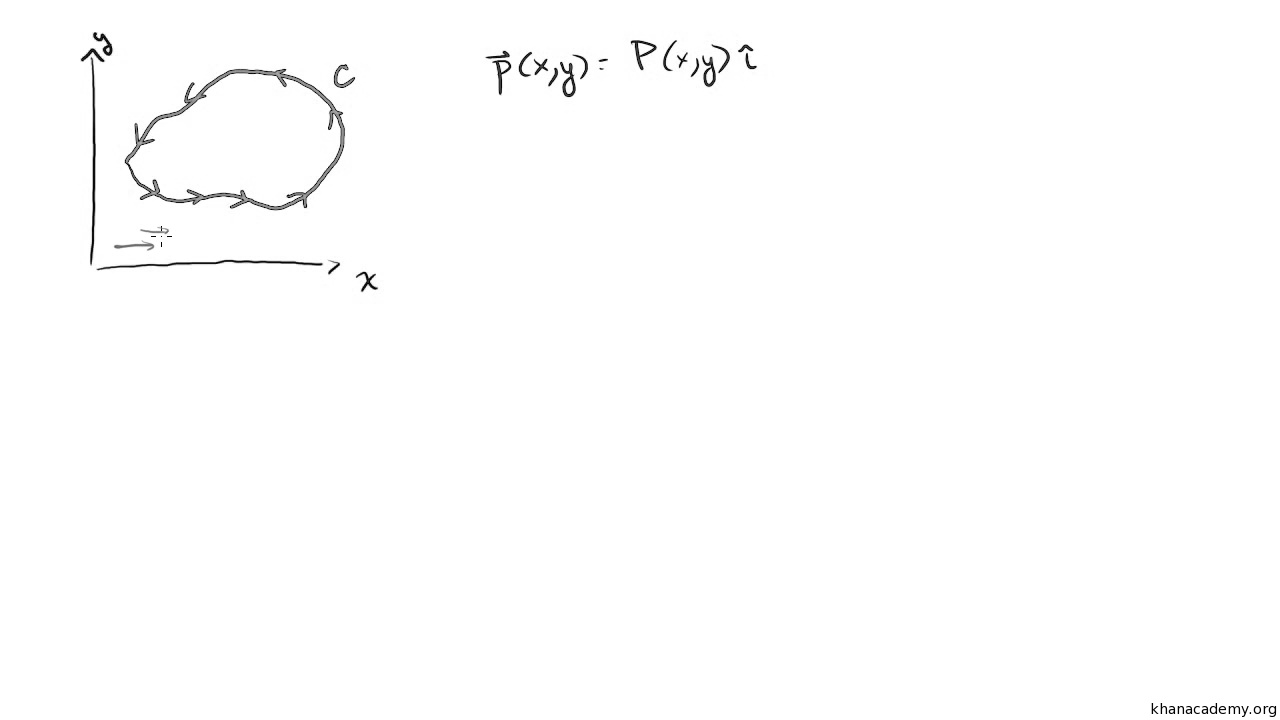 y
C
x
p⃗(x,y) = P(x,y) î
khanacademy.org